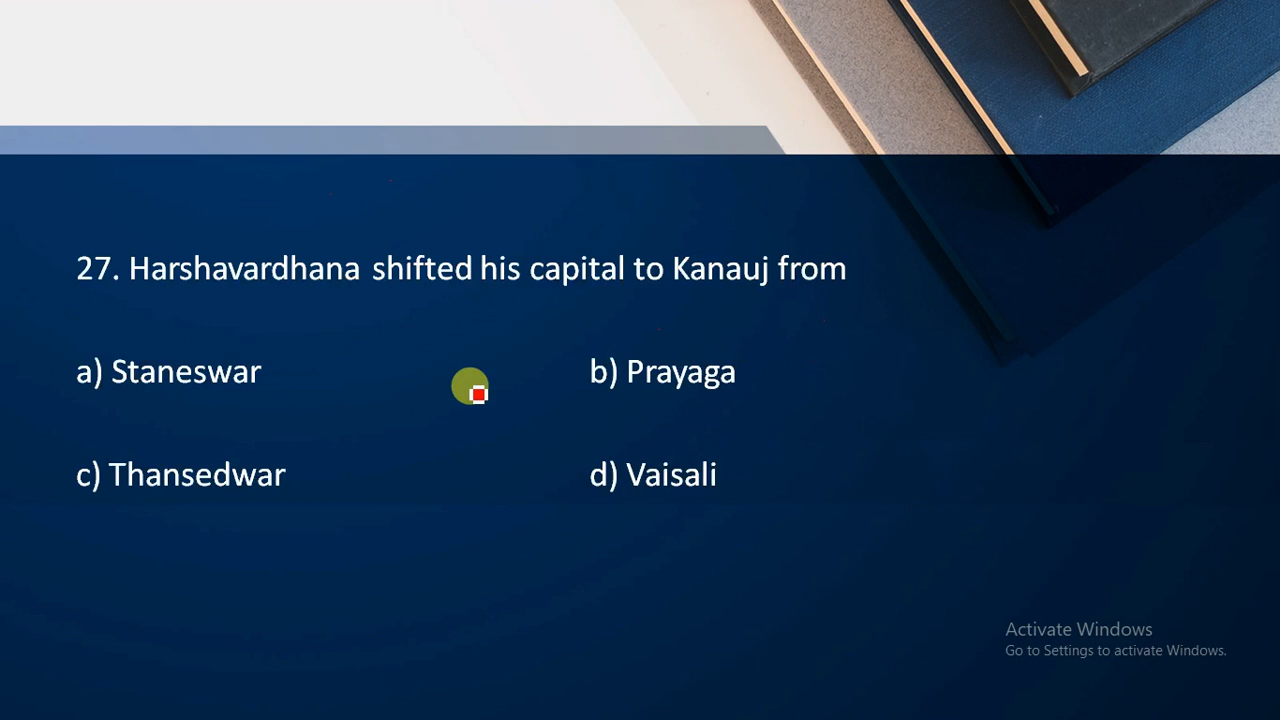 27. Harshavardhana shifted his capital to Kanauj from
a) Staneswar b) Prayaga
c) Thansedwar d) Vaisali
Activate Windows
Go to Settings to activate Windows.